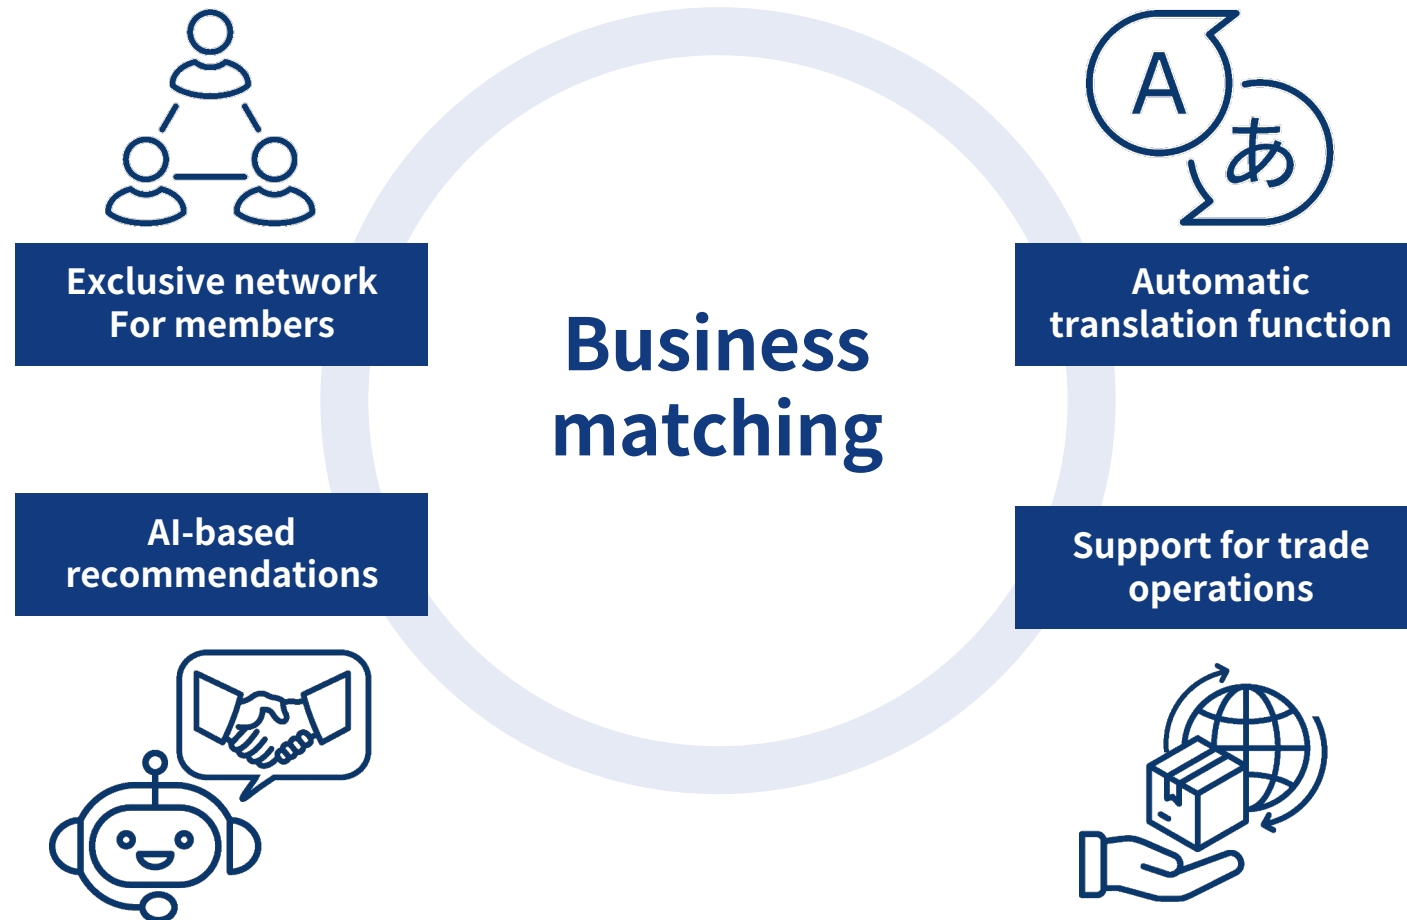 A
あ
Exclusive network
For members
Automatic
translation function
Business
matching
AI-based
recommendations
Support for trade
operations